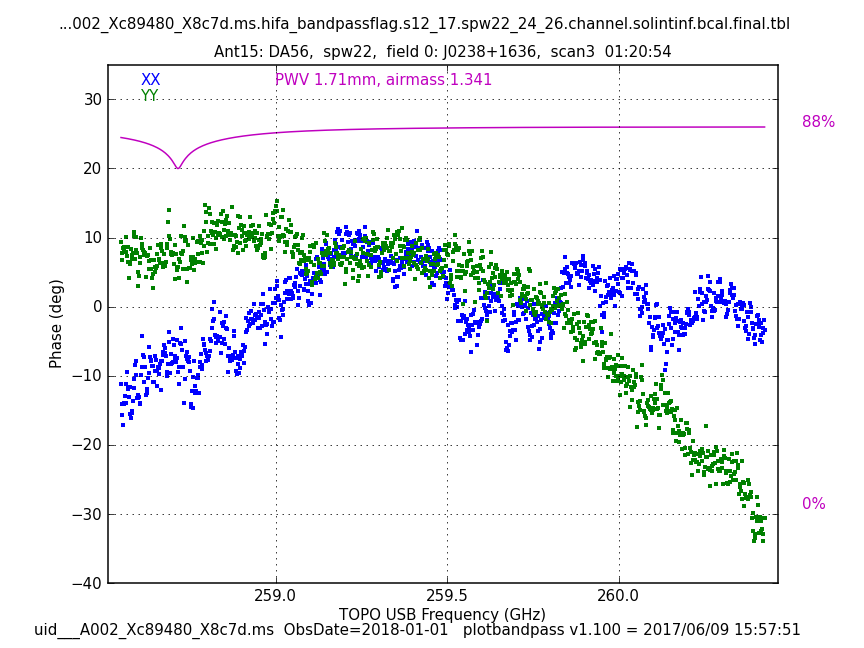 ...002_Xc89480_X8c7d.ms.hifa_bandpassflag.s12_17.spw22_24_26.channel.solintinf.bcal.final.tbl
Ant15: DA56,  spw22,  field 0: J0238+1636,  scan3  01:20:54
XX
PWV 1.71mm, airmass 1.341
YY
30
88%
20
10
0
−10
−20
−30
0%
−40
Phase (deg)
259.0
259.5
260.0
TOPO USB Frequency (GHz)
uid___A002_Xc89480_X8c7d.ms  ObsDate=2018-01-01   plotbandpass v1.100 = 2017/06/09 15:57:51